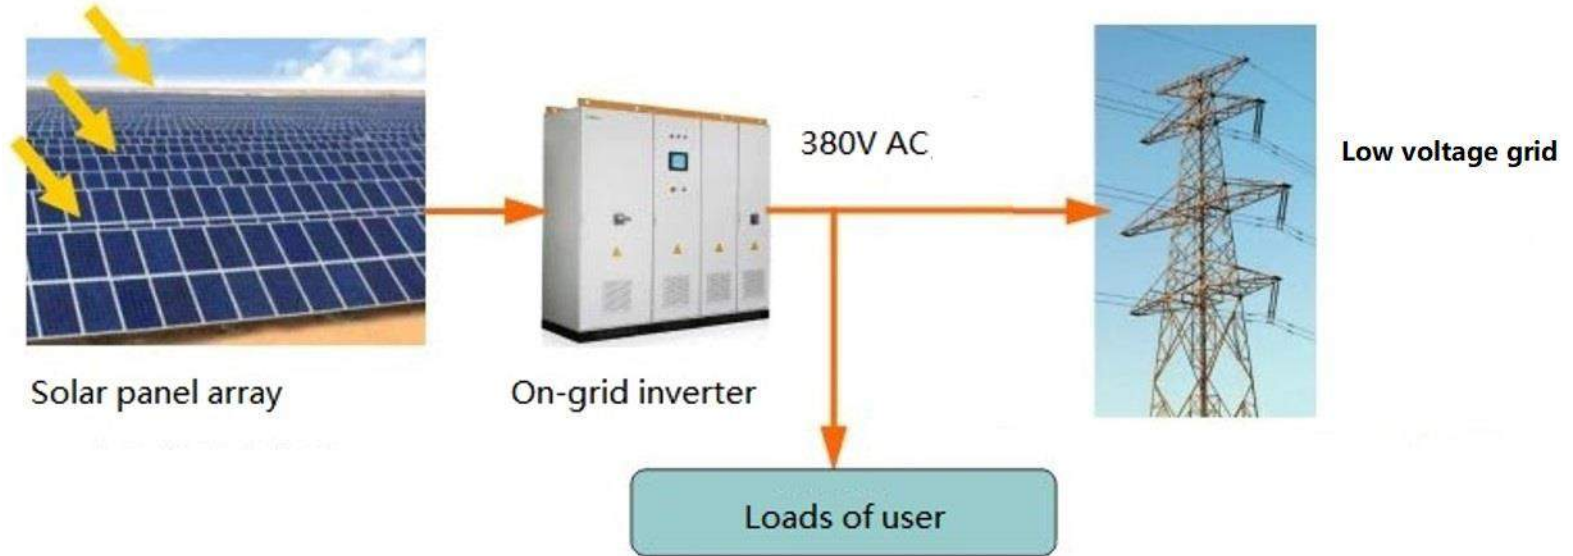 380V AC
Low voltage grid
Solar panel array
On-grid inverter
Loads of user